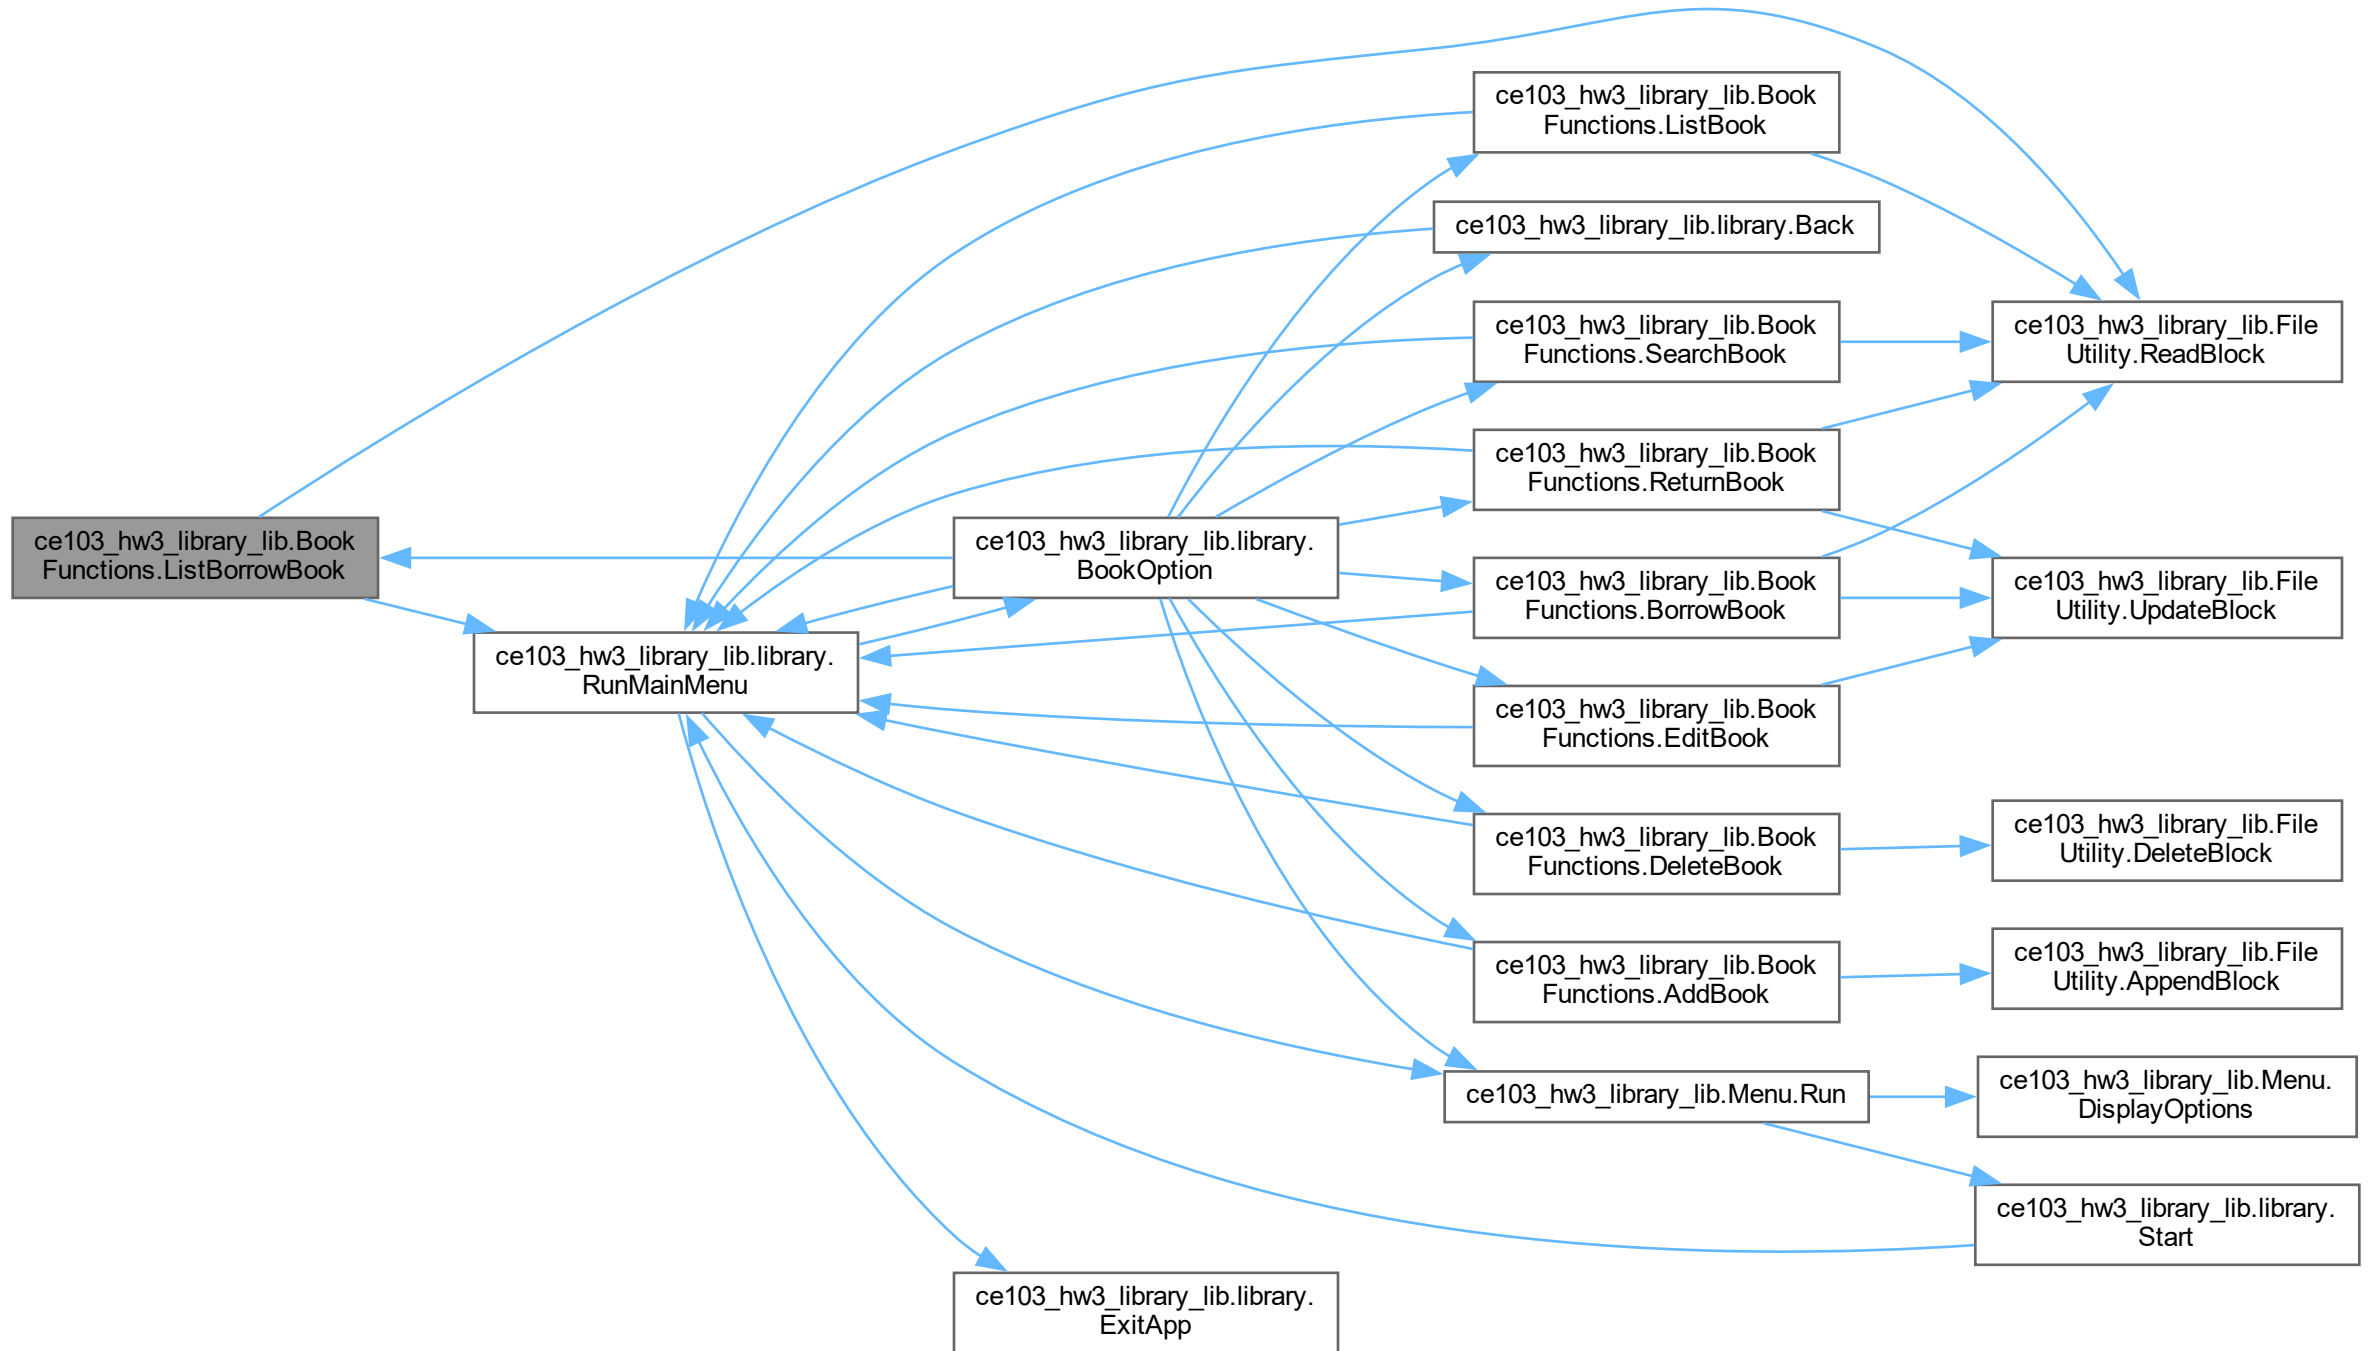 ce103_hw3_library_lib.Book
Functions.ListBorrowBook
ce103_hw3_library_lib.library.
RunMainMenu
ce103_hw3_library_lib.library.
BookOption
ce103_hw3_library_lib.library.
ExitApp
ce103_hw3_library_lib.Book
Functions.ListBook
ce103_hw3_library_lib.library.Back
ce103_hw3_library_lib.Book
Functions.SearchBook
ce103_hw3_library_lib.Book
Functions.ReturnBook
ce103_hw3_library_lib.Book
Functions.BorrowBook
ce103_hw3_library_lib.Book
Functions.EditBook
ce103_hw3_library_lib.Book
Functions.DeleteBook
ce103_hw3_library_lib.Book
Functions.AddBook
ce103_hw3_library_lib.Menu.Run
ce103_hw3_library_lib.File
Utility.ReadBlock
ce103_hw3_library_lib.File
Utility.UpdateBlock
ce103_hw3_library_lib.File
Utility.DeleteBlock
ce103_hw3_library_lib.File
Utility.AppendBlock
ce103_hw3_library_lib.Menu.
DisplayOptions
ce103_hw3_library_lib.library.
Start